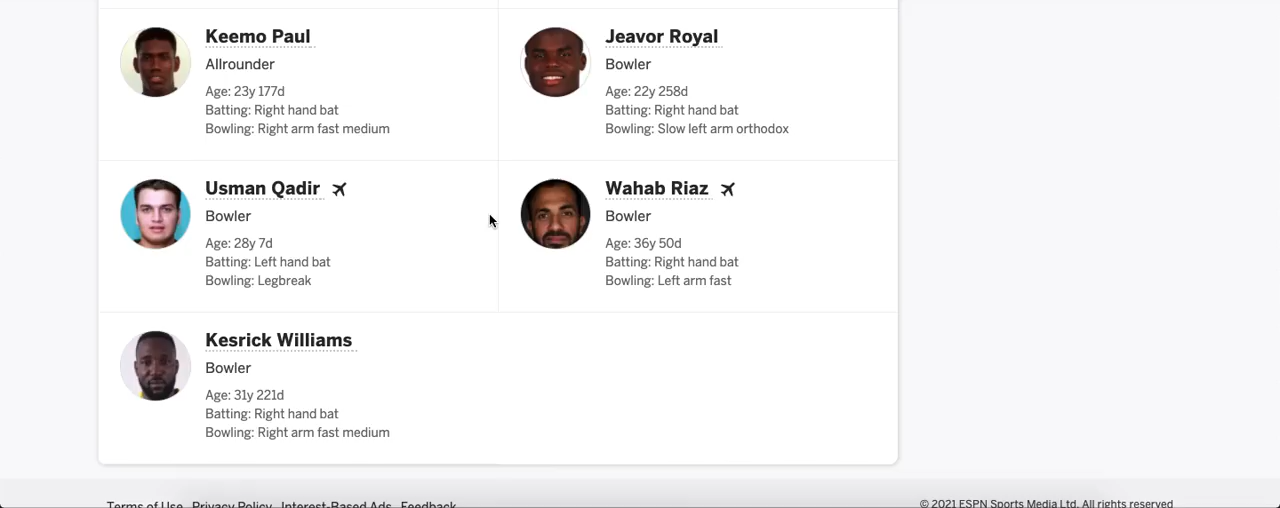 Keemo Paul
Allrounder
Age: 23y 177d
Batting: Right hand bat
Bowling: Right arm fast medium
Jeavor Royal
Bowler
Age: 22y 258d
Batting: Right hand bat
Bowling: Slow left arm orthodox
Usman Qadir
Bowler
Age: 28y 7d
Batting: Left hand bat
Bowling: Legbreak
Wahab Riaz
Bowler
Age: 36y 50d
Batting: Right hand bat
Bowling: Left arm fast
Kesrick Williams
Bowler
Age: 31y 221d
Batting: Right hand bat
Bowling: Right arm fast medium
Terms of Use Privacy Policy Interest-Based Ads Feedback
© 2021 ESPN Sports Media Ltd. All rights reserved